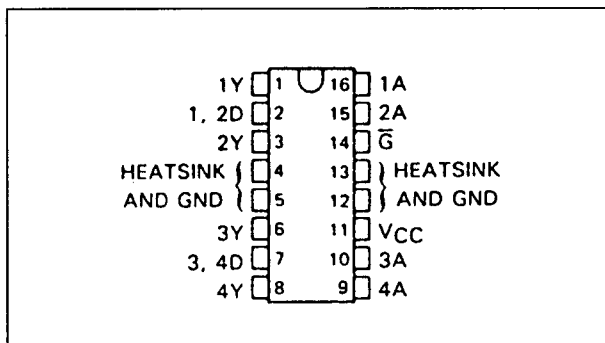 1Y 1 16 1A
1, 2D 2 15 2A
2Y 3 14 G̅
HEATSINK { 4 13 } HEATSINK
AND GND { 5 12 } AND GND
3Y 6 11 VCC
3, 4D 7 10 3A
4Y 8 9 4A